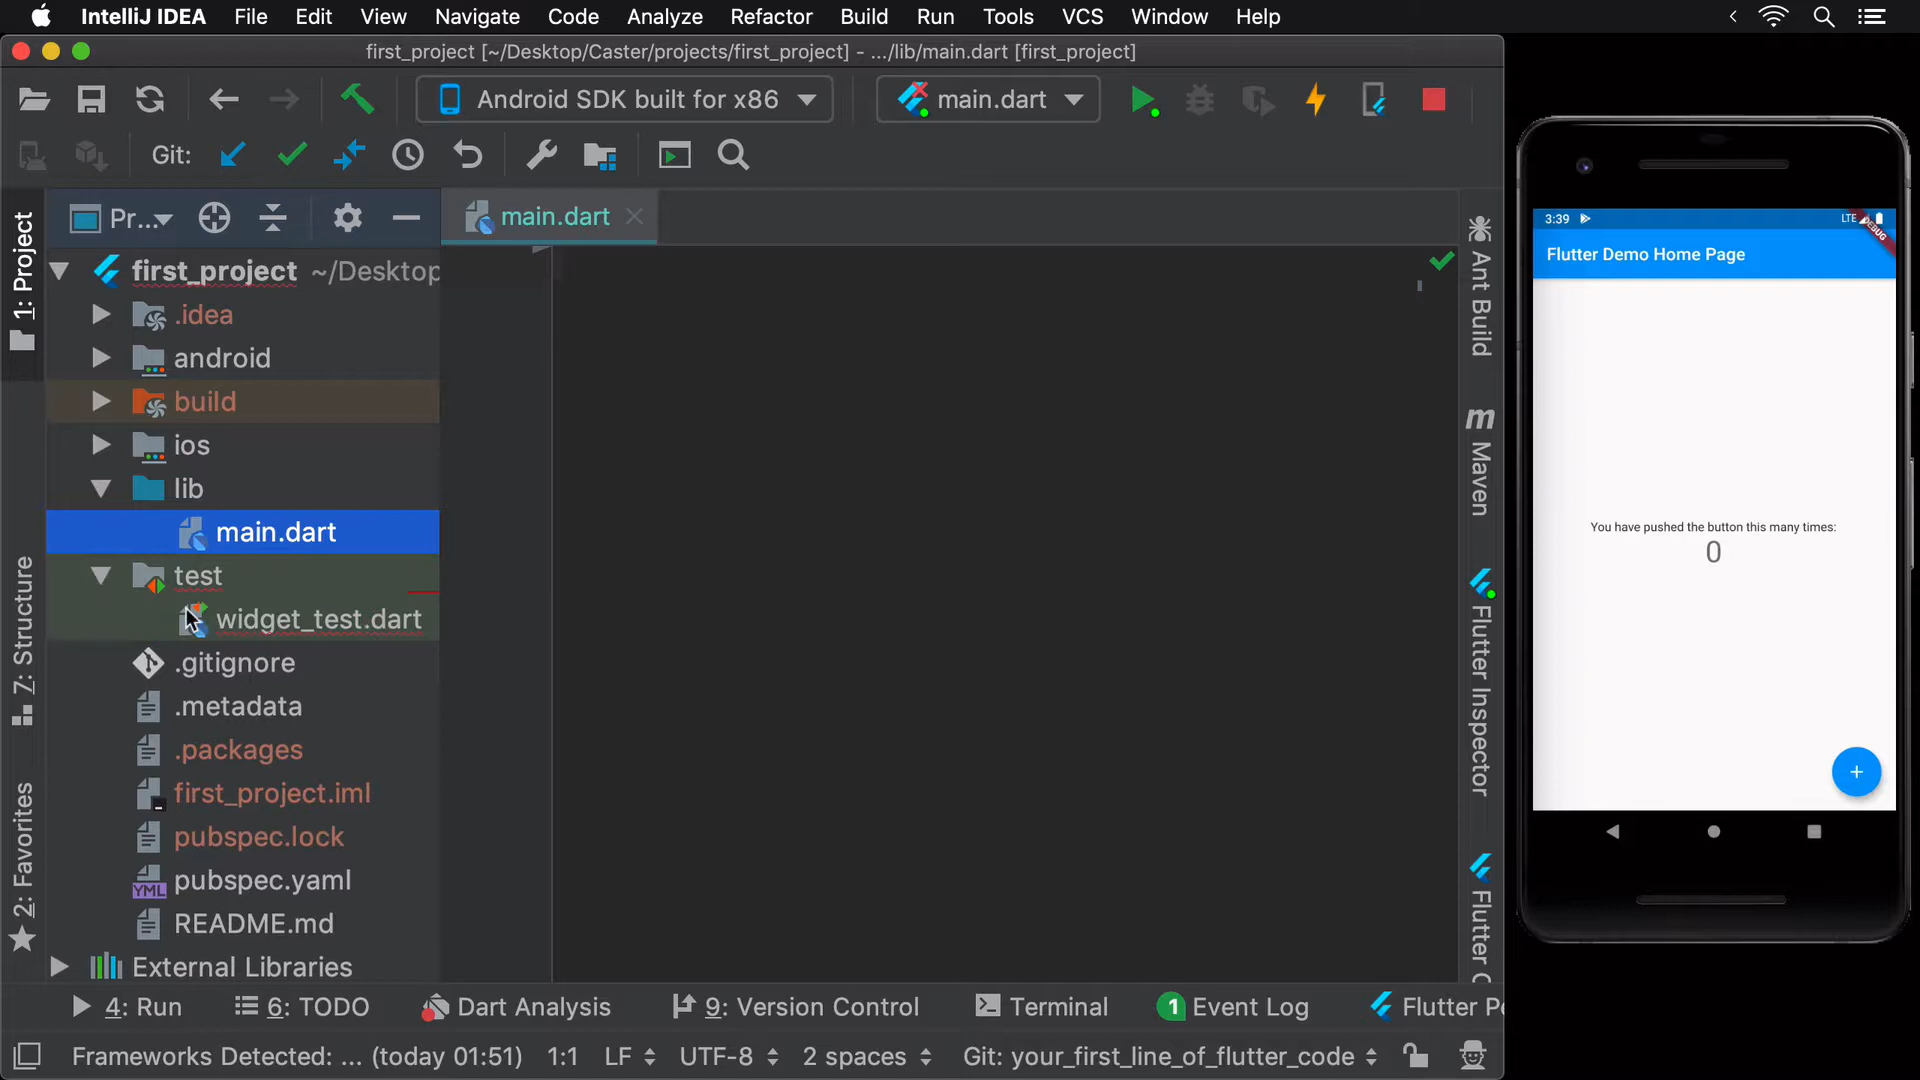 IntelliJ IDEA File Edit View Navigate Code Analyze Refactor Build Run Tools VCS Window Help
first_project [~/Desktop/Caster/projects/first_project] - .../lib/main.dart [first_project]
Android SDK built for x86 main.dart
Git:
1: Project
7: Structure
2: Favorites
Pr...
first_project ~/Desktop
.idea
android
build
ios
lib
main.dart
test
widget_test.dart
.gitignore
.metadata
.packages
first_project.iml
pubspec.lock
YML pubspec.yaml
README.md
External Libraries
main.dart
Ant Build
m Maven
Flutter Inspector
Flutter
4: Run 6: TODO Dart Analysis 9: Version Control Terminal 1 Event Log Flutter Pe
Frameworks Detected: ... (today 01:51) 1:1 LF UTF-8 2 spaces Git: your_first_line_of_flutter_code
3:39 LTE
DEBUG
Flutter Demo Home Page
You have pushed the button this many times:
0
+